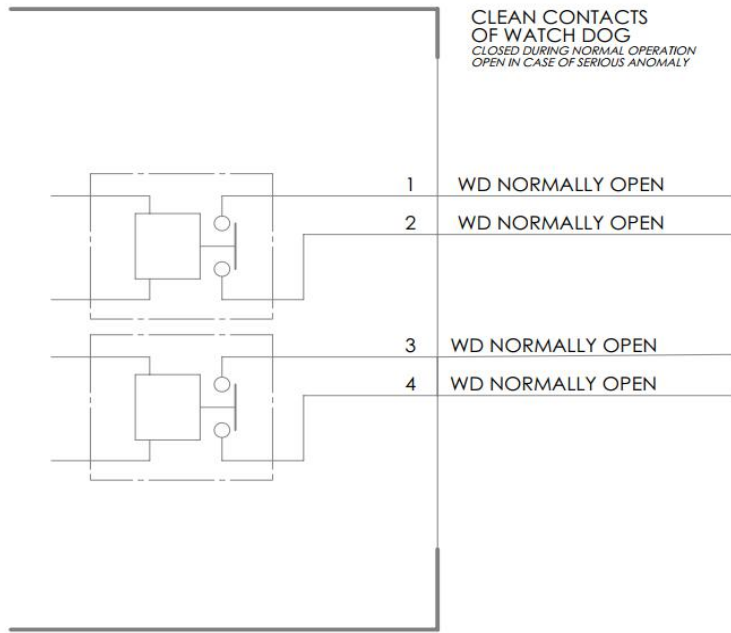 CLEAN CONTACTS
OF WATCH DOG
CLOSED DURING NORMAL OPERATION
OPEN IN CASE OF SERIOUS ANOMALY
1 WD NORMALLY OPEN
2 WD NORMALLY OPEN
3 WD NORMALLY OPEN
4 WD NORMALLY OPEN